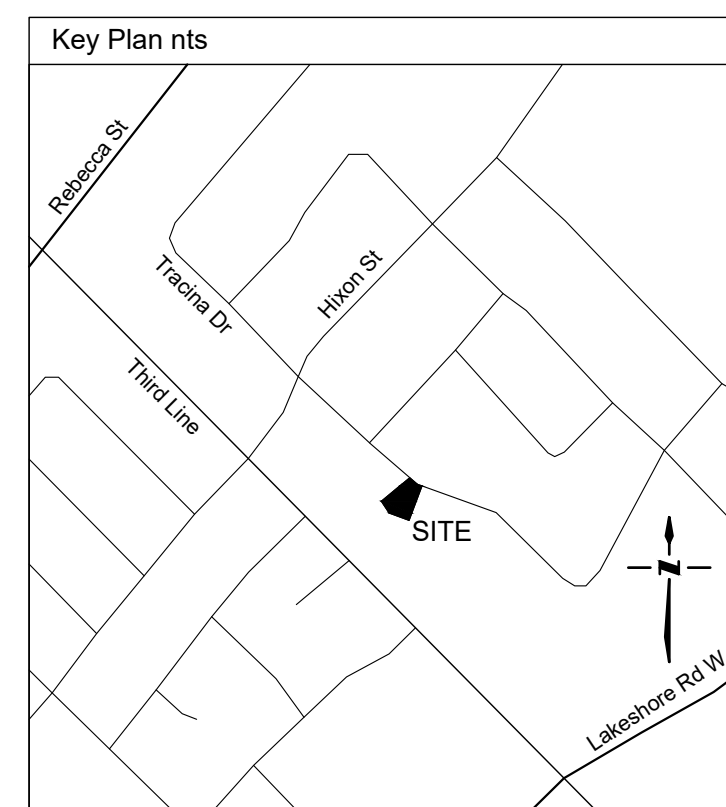 Key Plan nts
Rebecca St
Tracina Dr
Hixon St
Third Line
SITE
N
Lakeshore Rd W